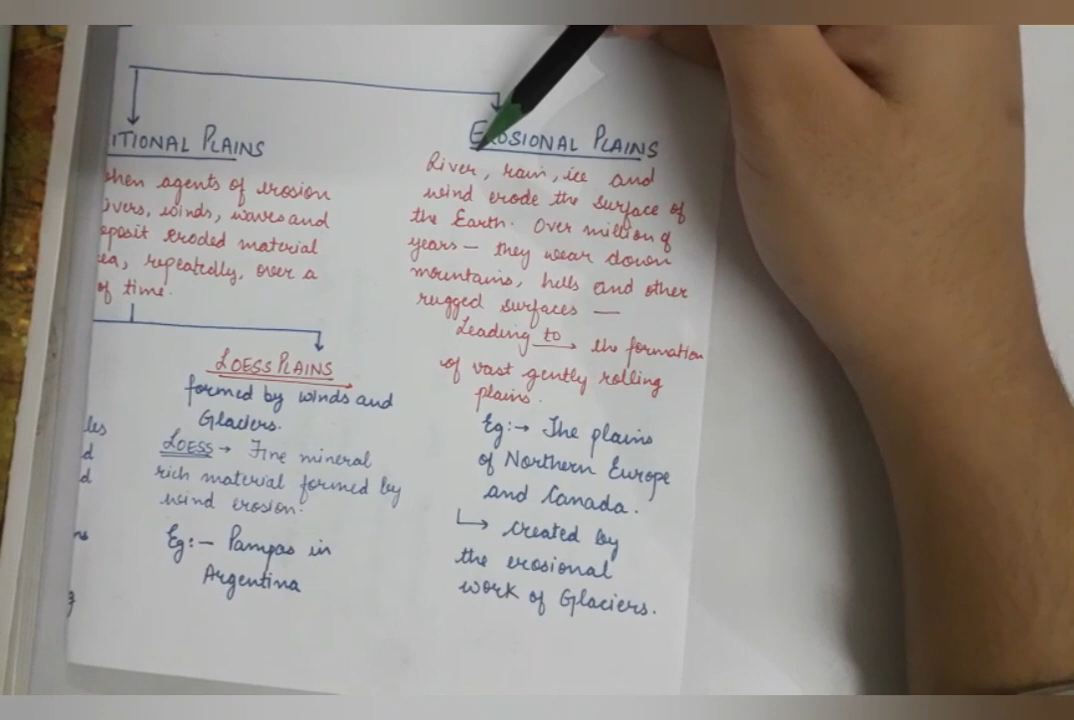 ITIONAL PLAINS
hen agents of erosion
ivers, winds, waves and
eposit eroded material
ea, repeatedly, over a
of time.
LOESS PLAINS
formed by winds and
Glaciers.
LOESS → Fine mineral
rich material formed by
wind erosion.
Eg:- Pampas in
Argentina
les
d
d
ns
EROSIONAL PLAINS
River, rain, ice and
wind erode the surface of
the Earth. Over million of
years — they wear down
mountains, hills and other
rugged surfaces —
Leading to → the formation
of vast gently rolling
plains.
Eg:→ The plains
of Northern Europe
and Canada.
↳ created by
the erosional
work of Glaciers.